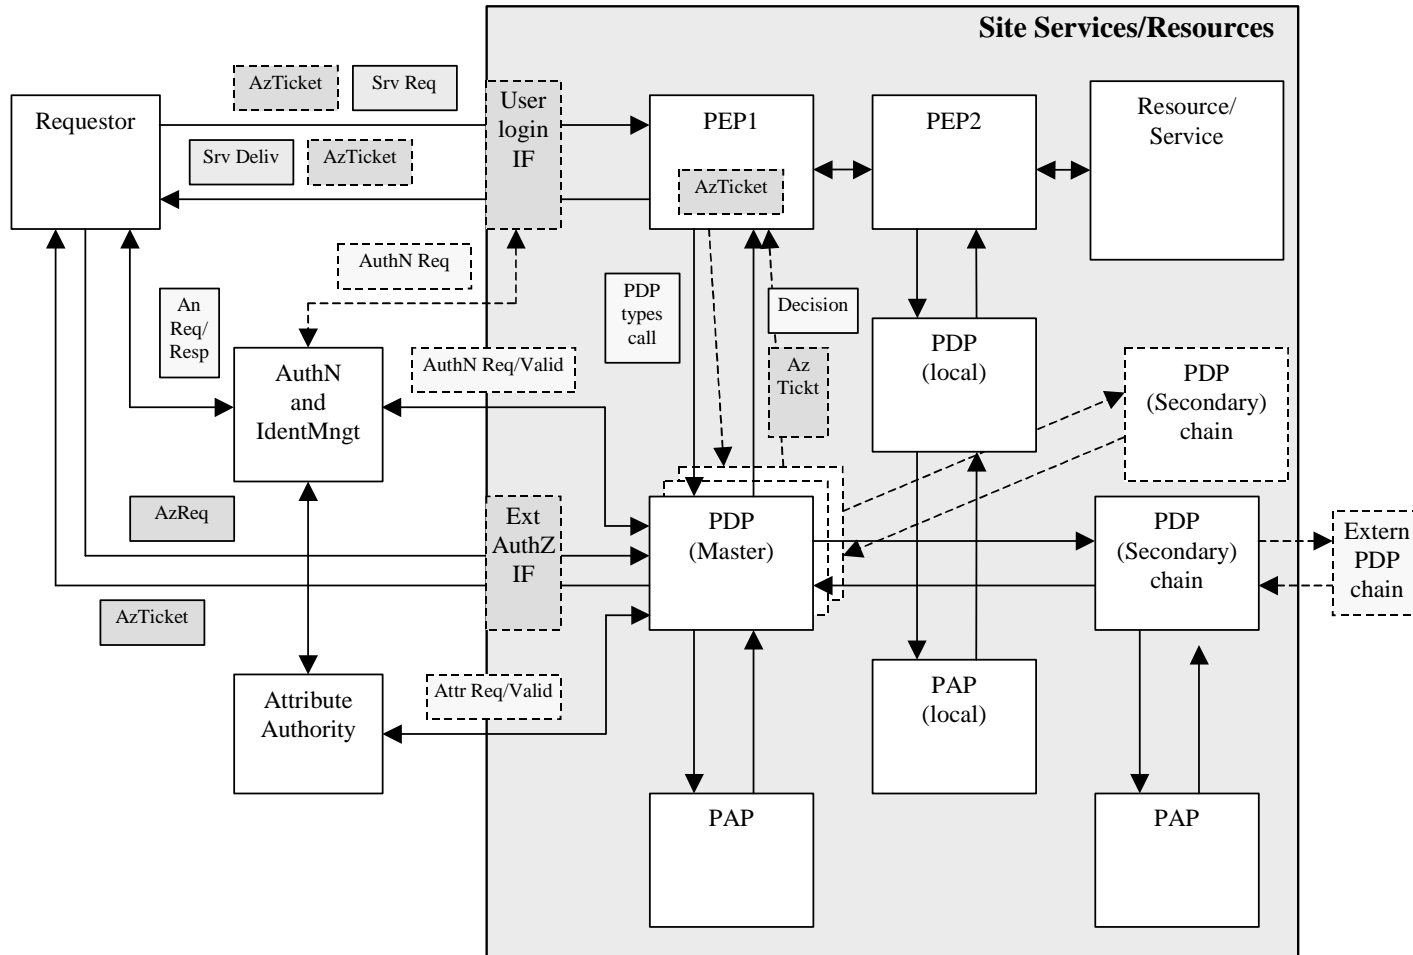 Site Services/Resources
AzTicket
Srv Req
Requestor
User
login
IF
PEP1
PEP2
Resource/
Service
Srv Deliv
AzTicket
AzTicket
AuthN Req
An
Req/
Resp
PDP
types
call
Decision
AuthN
and
IdentMngt
AuthN Req/Valid
Az
Tickt
PDP
(local)
PDP
(Secondary)
chain
AzReq
Ext
AuthZ
IF
PDP
(Master)
PDP
(Secondary)
chain
Extern
PDP
chain
AzTicket
Attribute
Authority
Attr Req/Valid
PAP
(local)
PAP
PAP